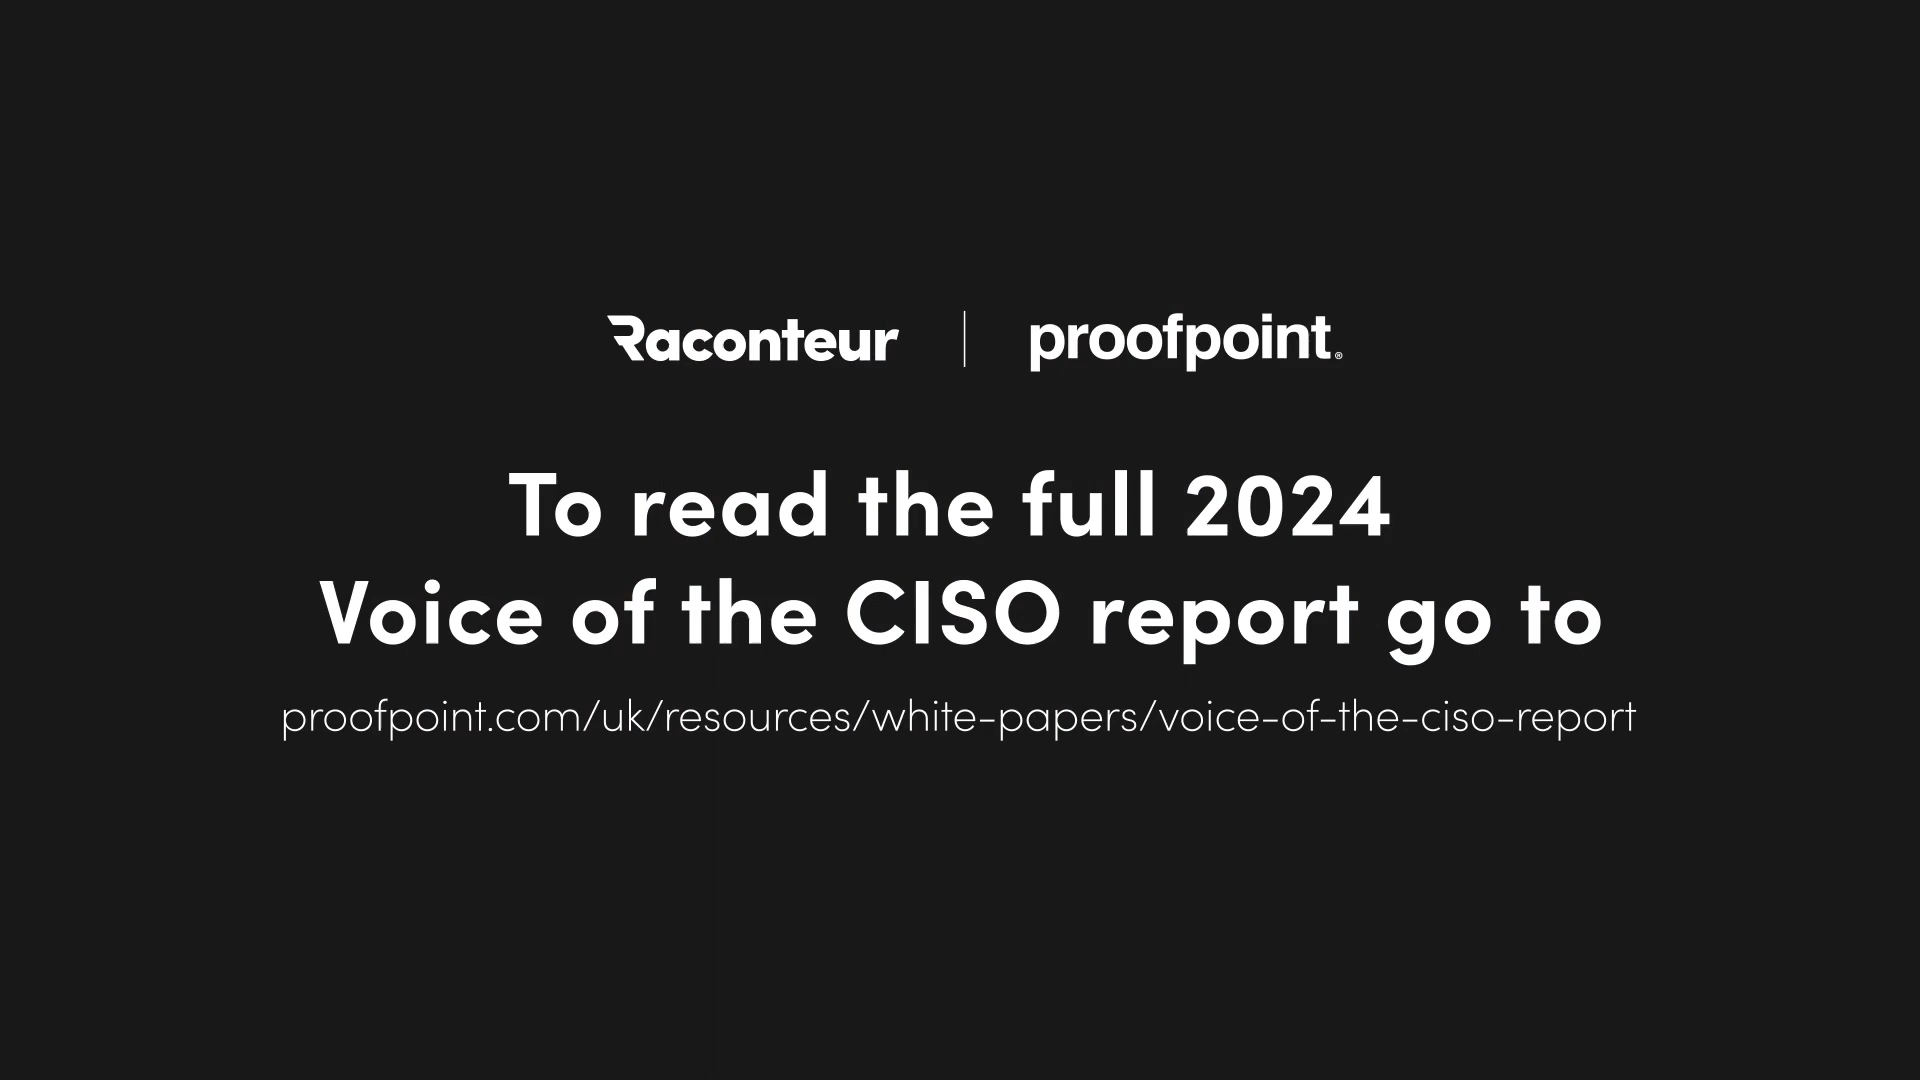 Raconteur | proofpoint®
To read the full 2024
Voice of the CISO report go to
proofpoint.com/uk/resources/white-papers/voice-of-the-ciso-report